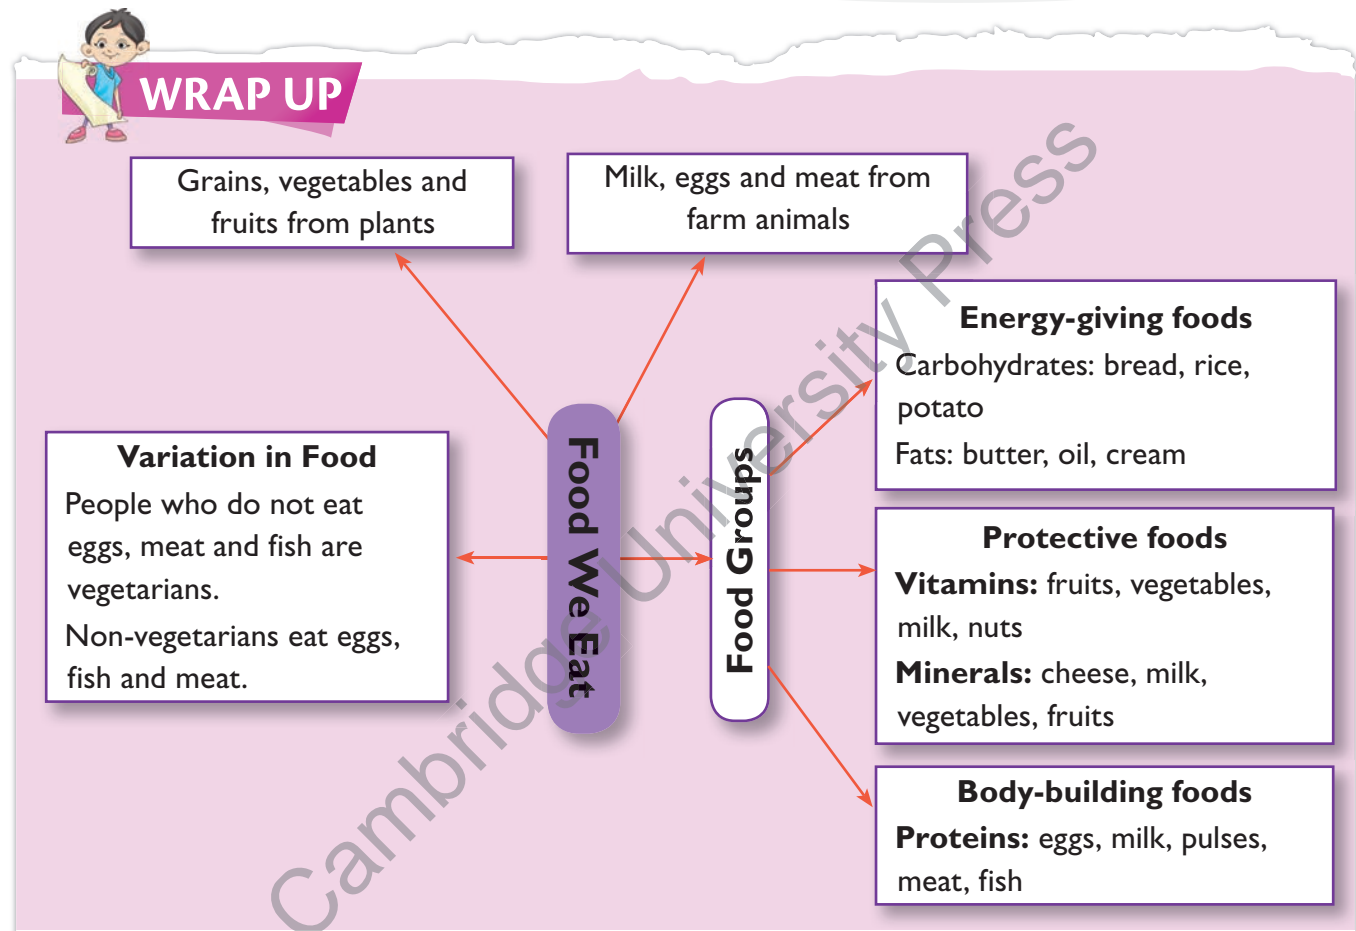 WRAP UP
Grains, vegetables and
fruits from plants
Milk, eggs and meat from
farm animals
Variation in Food
People who do not eat
eggs, meat and fish are
vegetarians.
Non-vegetarians eat eggs,
fish and meat.
Food We Eat
Food Groups
Energy-giving foods
Carbohydrates: bread, rice,
potato
Fats: butter, oil, cream
Protective foods
Vitamins: fruits, vegetables,
milk, nuts
Minerals: cheese, milk,
vegetables, fruits
Body-building foods
Proteins: eggs, milk, pulses,
meat, fish
Cambridge University Press